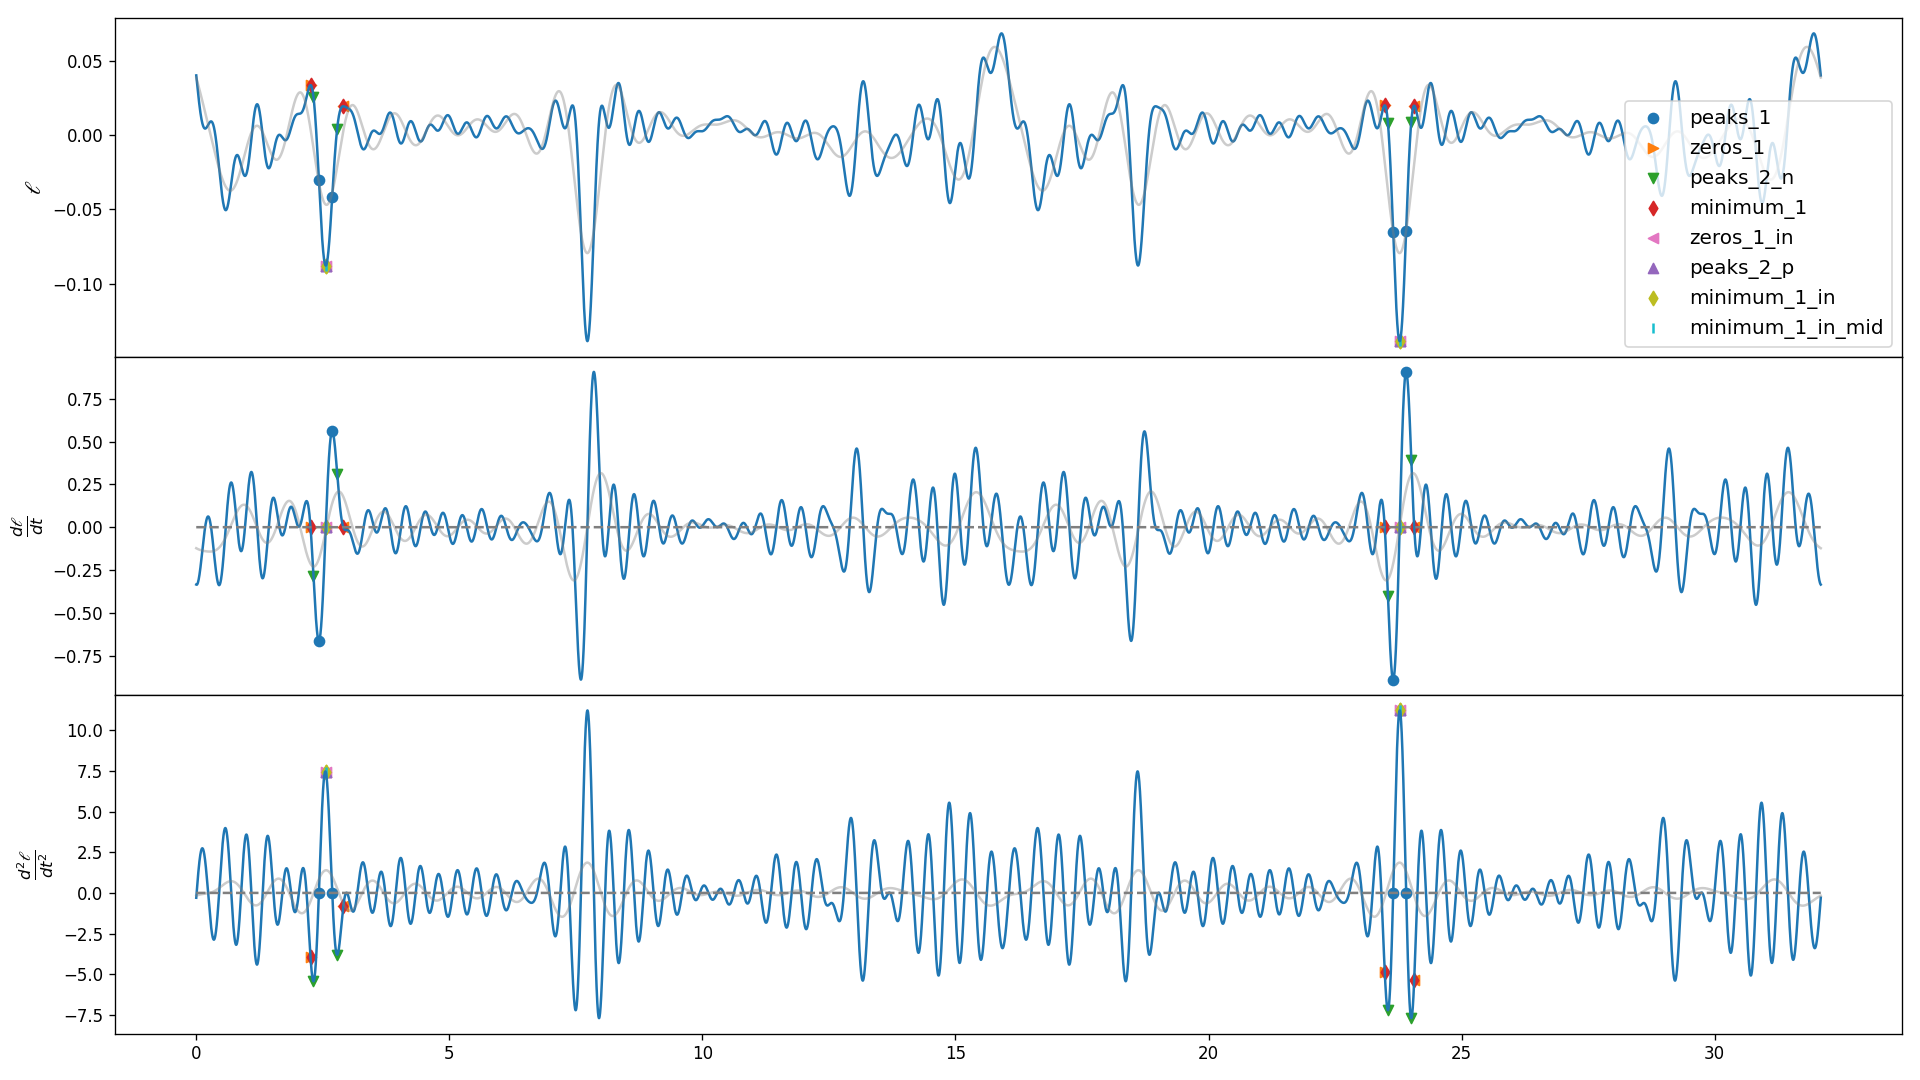 0.05
0.00
−0.05
−0.10
ℓ
peaks_1
zeros_1
peaks_2_n
minimum_1
zeros_1_in
peaks_2_p
minimum_1_in
minimum_1_in_mid
0.75
0.50
0.25
0.00
−0.25
−0.50
−0.75
dℓ
dt
10.0
7.5
5.0
2.5
0.0
−2.5
−5.0
−7.5
d²ℓ
dt²
0 5 10 15 20 25 30